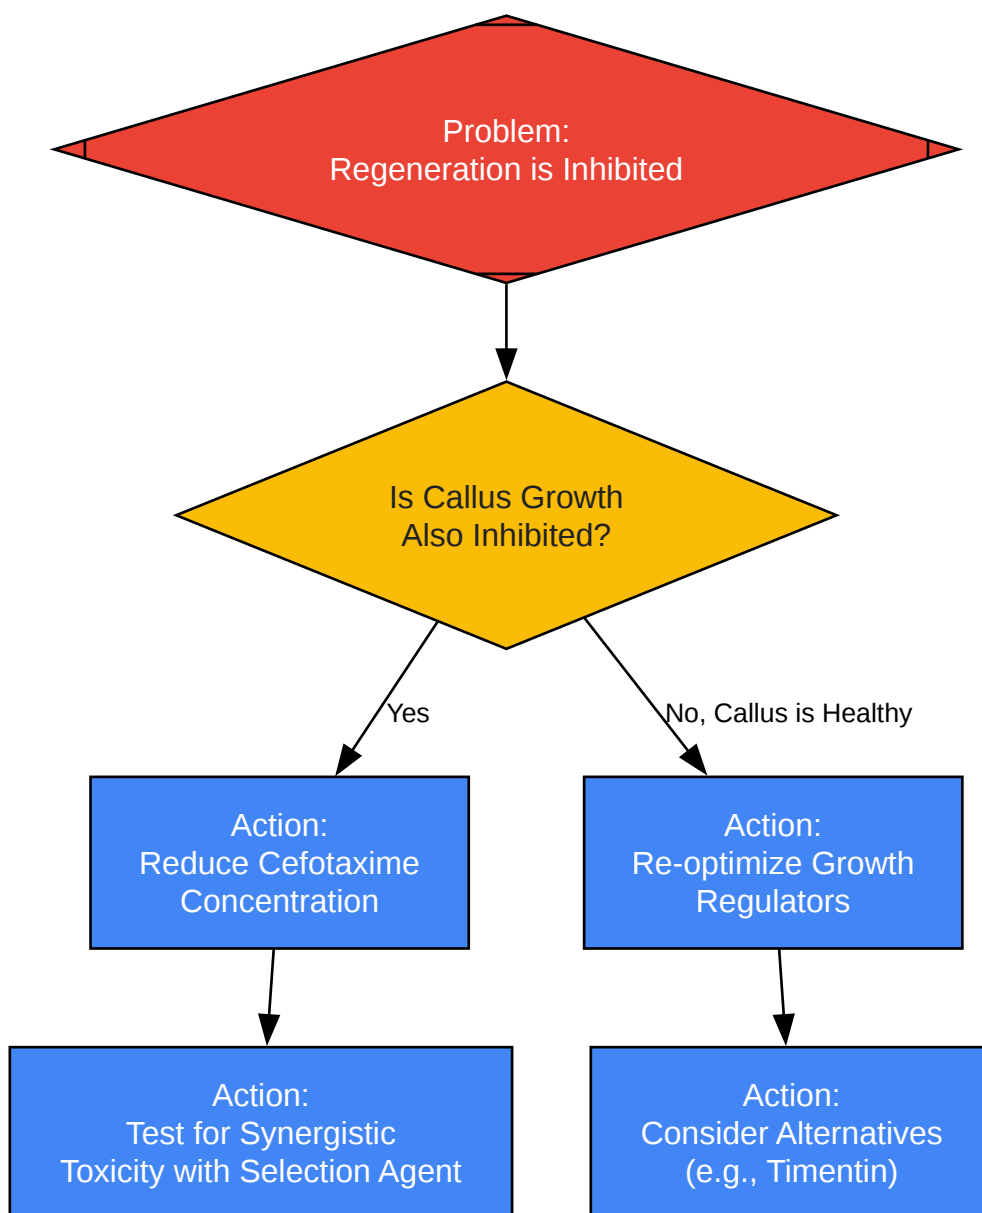 Problem:
Regeneration is Inhibited
Is Callus Growth
Also Inhibited?
Yes
No, Callus is Healthy
Action:
Reduce Cefotaxime
Concentration
Action:
Re-optimize Growth
Regulators
Action:
Test for Synergistic
Toxicity with Selection Agent
Action:
Consider Alternatives
(e.g., Timentin)